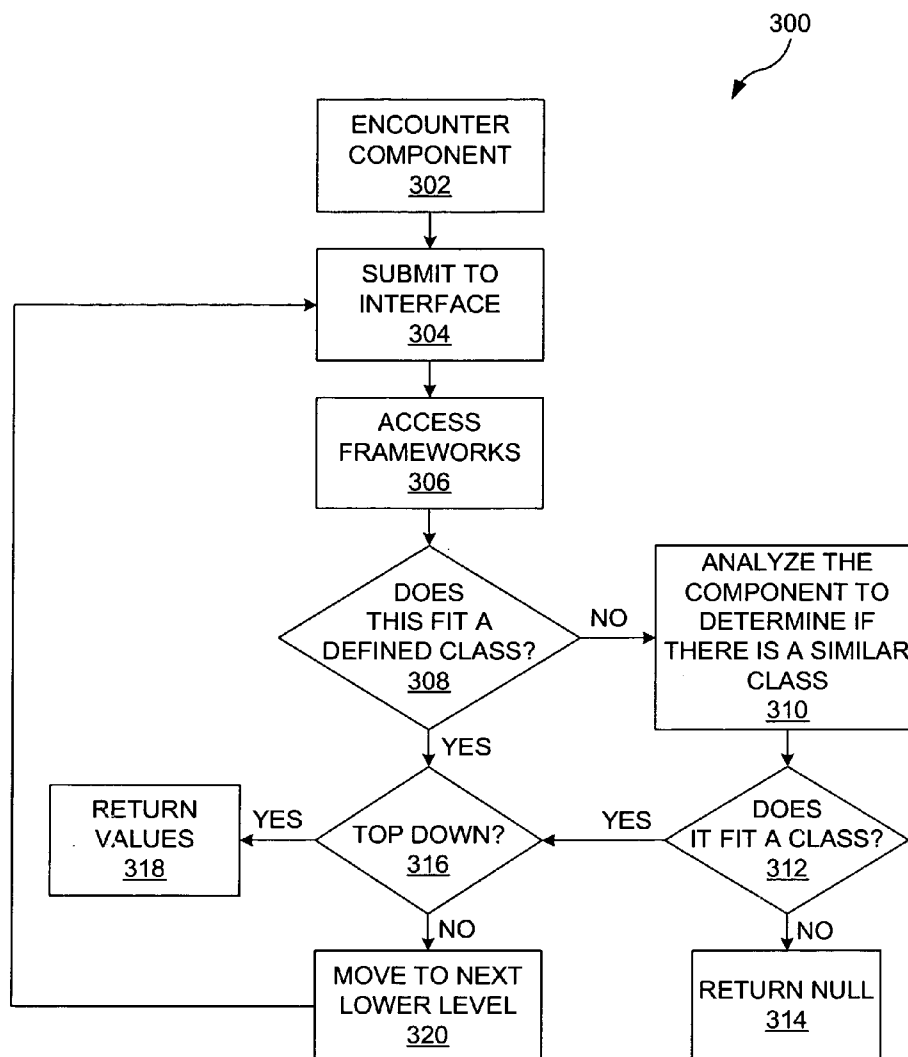 300
ENCOUNTER
COMPONENT
302
SUBMIT TO
INTERFACE
304
ACCESS
FRAMEWORKS
306
DOES
THIS FIT A
DEFINED CLASS?
308
NO
ANALYZE THE
COMPONENT TO
DETERMINE IF
THERE IS A SIMILAR
CLASS
310
YES
RETURN
VALUES
318
YES
TOP DOWN?
316
YES
DOES
IT FIT A CLASS?
312
NO
NO
MOVE TO NEXT
LOWER LEVEL
320
RETURN NULL
314